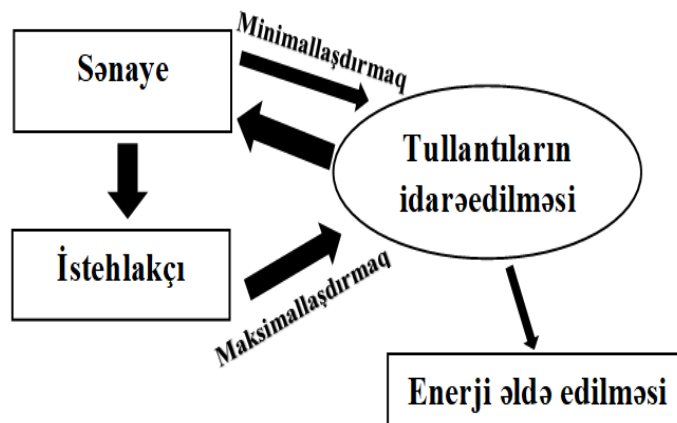 Sənaye
Minimallaşdırmaq
Tullantıların
idarəedilməsi
İstehlakçı
Maksimallaşdırmaq
Enerji əldə edilməsi